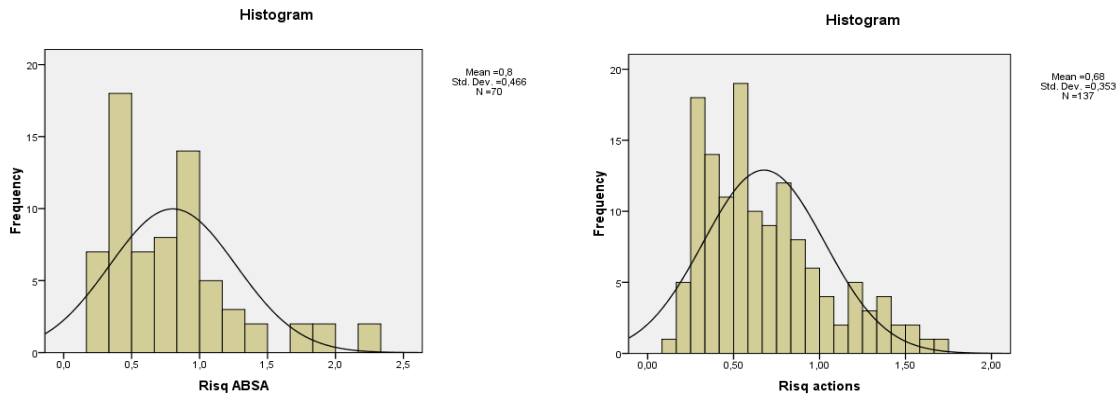 Histogram
Mean =0,8
Std. Dev. =0,466
N =70
20
15
10
5
0
Frequency
0,0 0,5 1,0 1,5 2,0 2,5
Risq ABSA
Histogram
Mean =0,68
Std. Dev. =0,353
N =137
20
15
10
5
0
Frequency
0,00 0,50 1,00 1,50 2,00
Risq actions